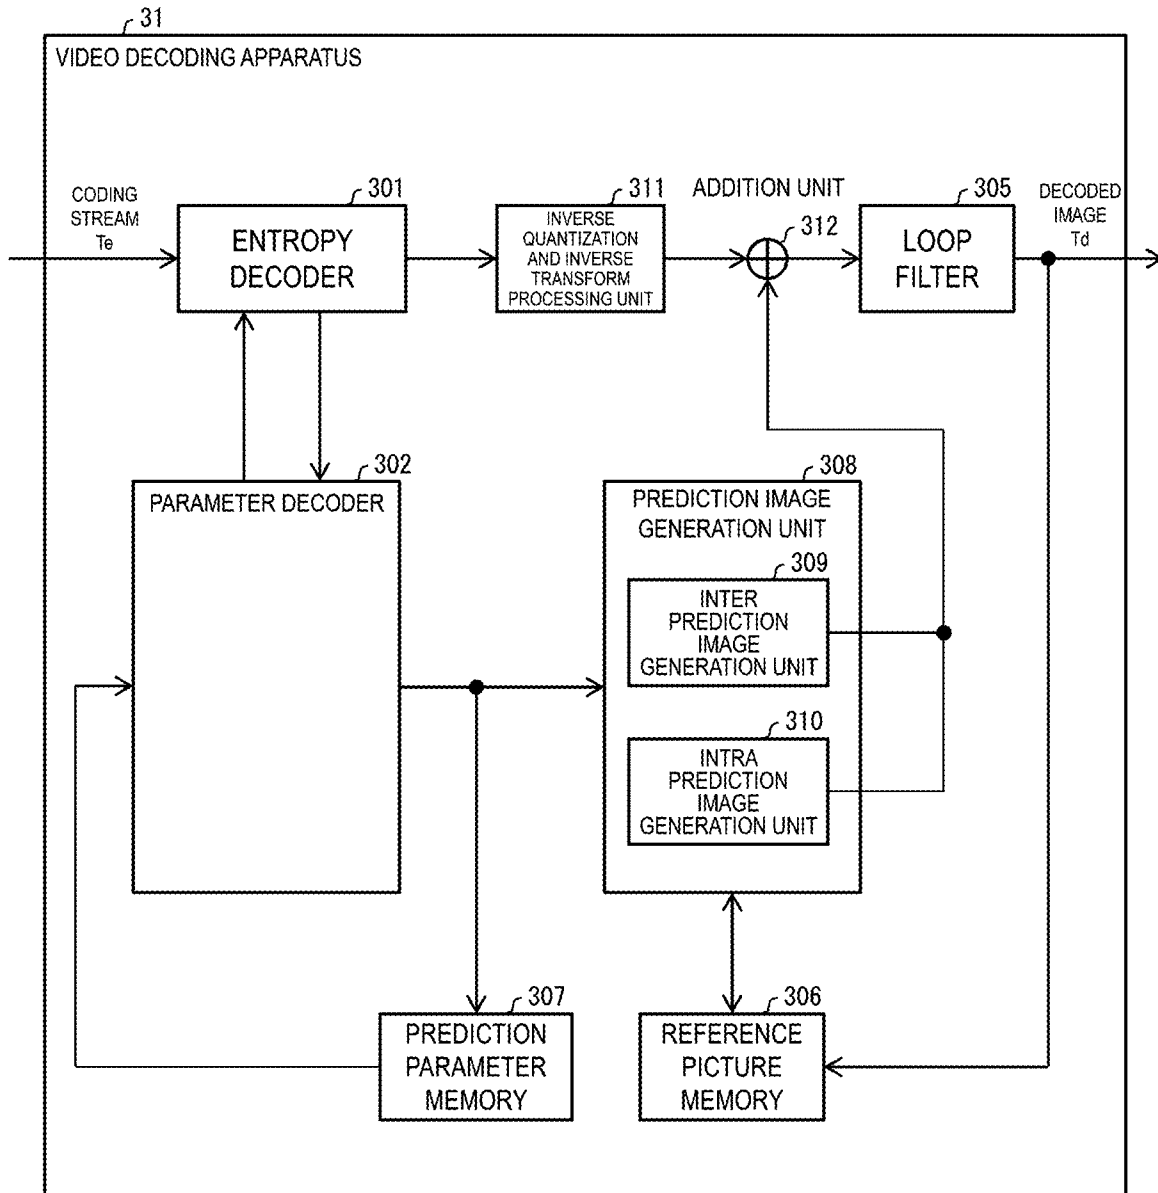 31
VIDEO DECODING APPARATUS
CODING
STREAM
Te
301
ENTROPY
DECODER
311
INVERSE
QUANTIZATION
AND INVERSE
TRANSFORM
PROCESSING UNIT
ADDITION UNIT
312
305
LOOP
FILTER
DECODED
IMAGE
Td
302
PARAMETER DECODER
308
PREDICTION IMAGE
GENERATION UNIT
309
INTER
PREDICTION
IMAGE
GENERATION UNIT
310
INTRA
PREDICTION
IMAGE
GENERATION UNIT
307
PREDICTION
PARAMETER
MEMORY
306
REFERENCE
PICTURE
MEMORY